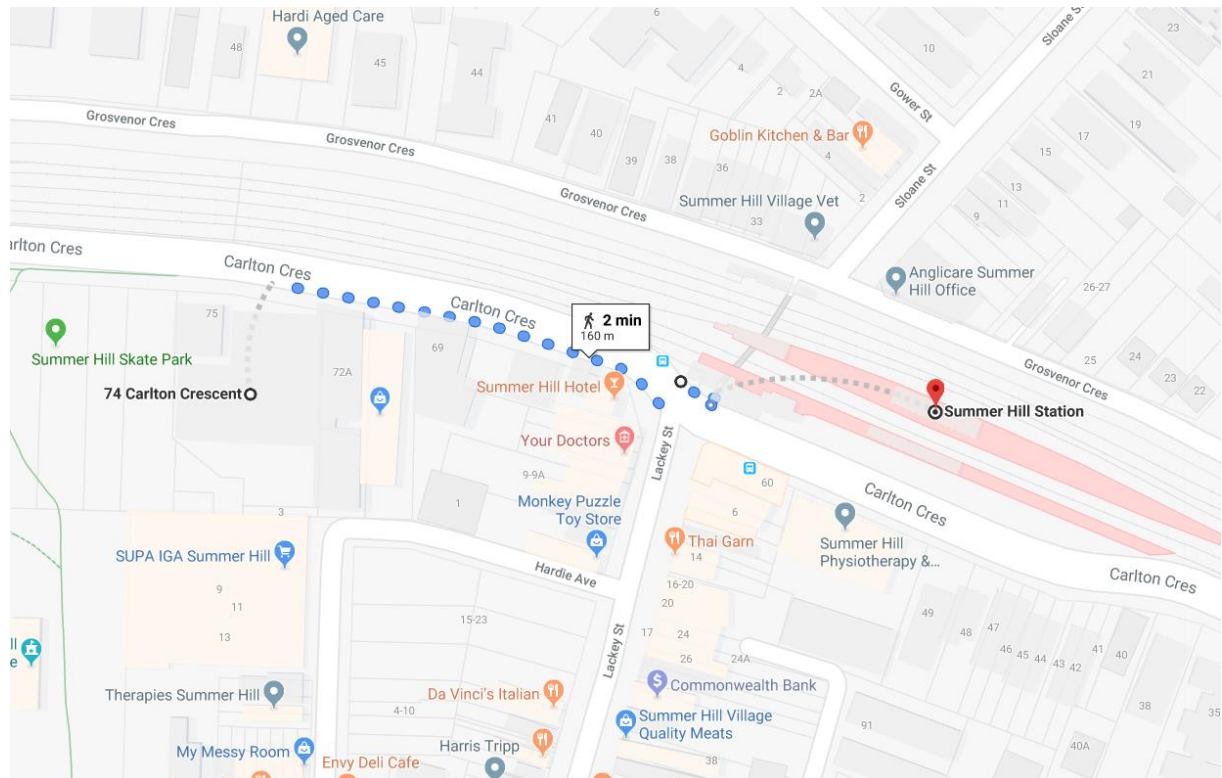 Hardi Aged Care
48
45
44
6
10
Sloane St
23
21
4
2
2A
Gower St
19
17
15
13
11
9
Grosvenor Cres
Grosvenor Cres
41
40
39
38
36
Goblin Kitchen & Bar
4
2
Sloane St
Summer Hill Village Vet
33
Grosvenor Cres
Carlton Cres
Carlton Cres
Anglicare Summer
Hill Office
26-27
75
Carlton Cres
2 min
160 m
Summer Hill Skate Park
69
72A
25
24
23
22
Grosvenor Cres
74 Carlton Crescent
Summer Hill Hotel
Summer Hill Station
Your Doctors
Lackey St
9-9A
1
60
6
Carlton Cres
3
Monkey Puzzle
Toy Store
Thai Garn
14
Summer Hill
Physiotherapy &...
SUPA IGA Summer Hill
9
11
13
Hardie Ave
16-20
20
Carlton Cres
15-23
17
24
26
24A
49
48
47
46
45
44
43
42
41
40
Lackey St
Therapies Summer Hill
4-10
Da Vinci's Italian
Commonwealth Bank
Summer Hill Village
Quality Meats
91
38
35
My Messy Room
Envy Deli Cafe
Harris Tripp
38
40A